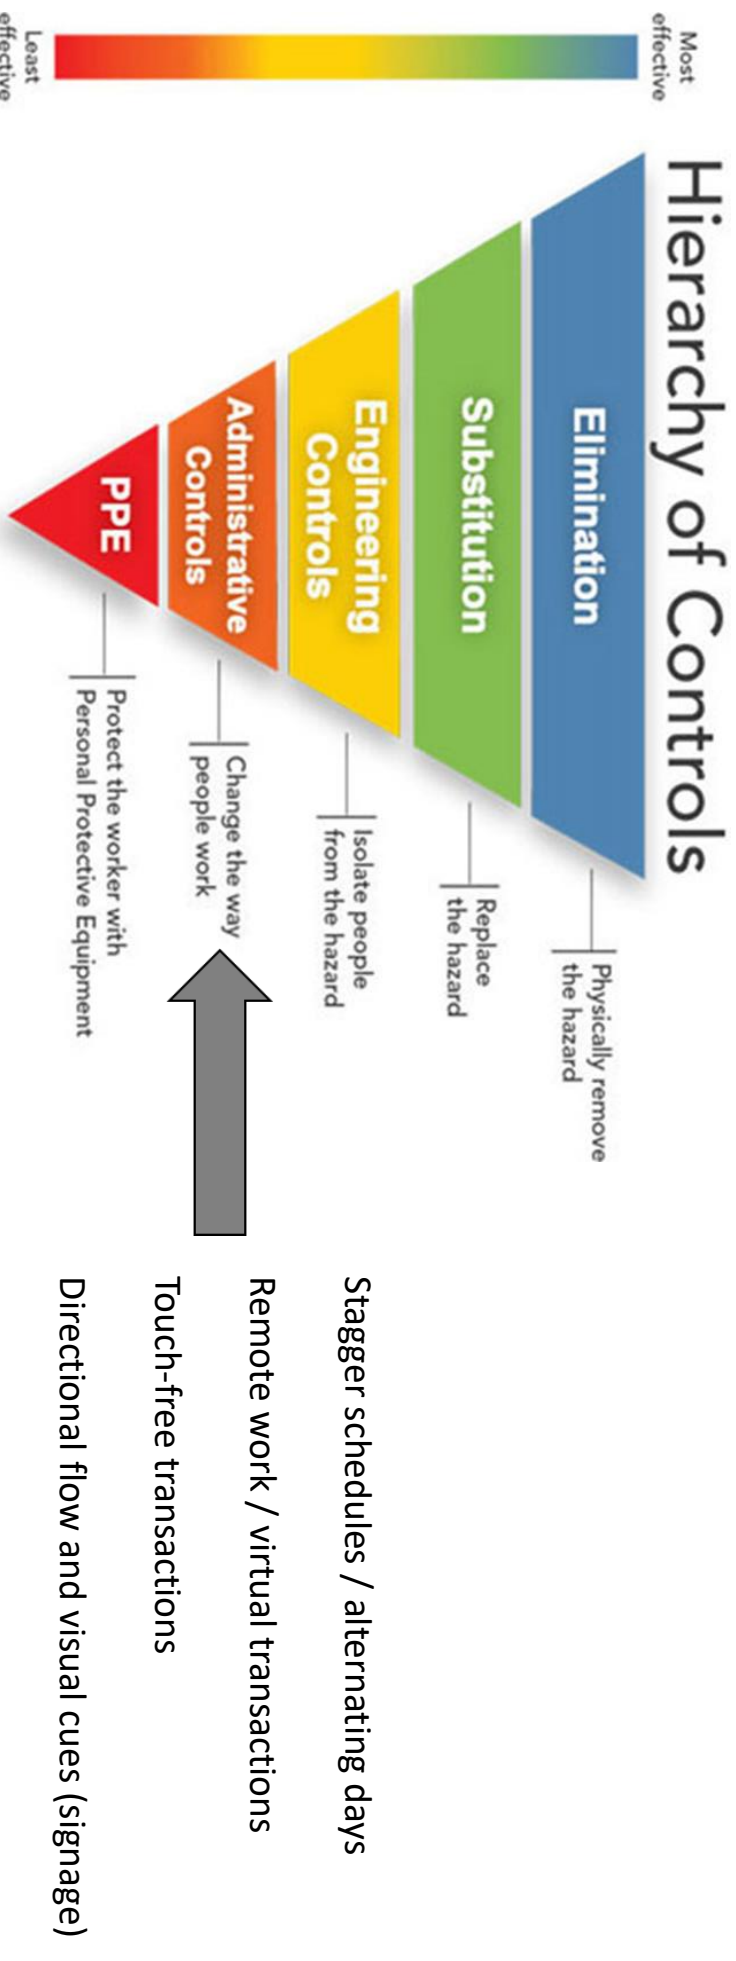 Hierarchy of Controls
Most
effective
Least
effective
Elimination
Physically remove
the hazard
Substitution
Replace
the hazard
Engineering
Controls
Isolate people
from the hazard
Administrative
Controls
Change the way
people work
PPE
Protect the worker with
Personal Protective Equipment
Stagger schedules / alternating days
Remote work / virtual transactions
Touch-free transactions
Directional flow and visual cues (signage)